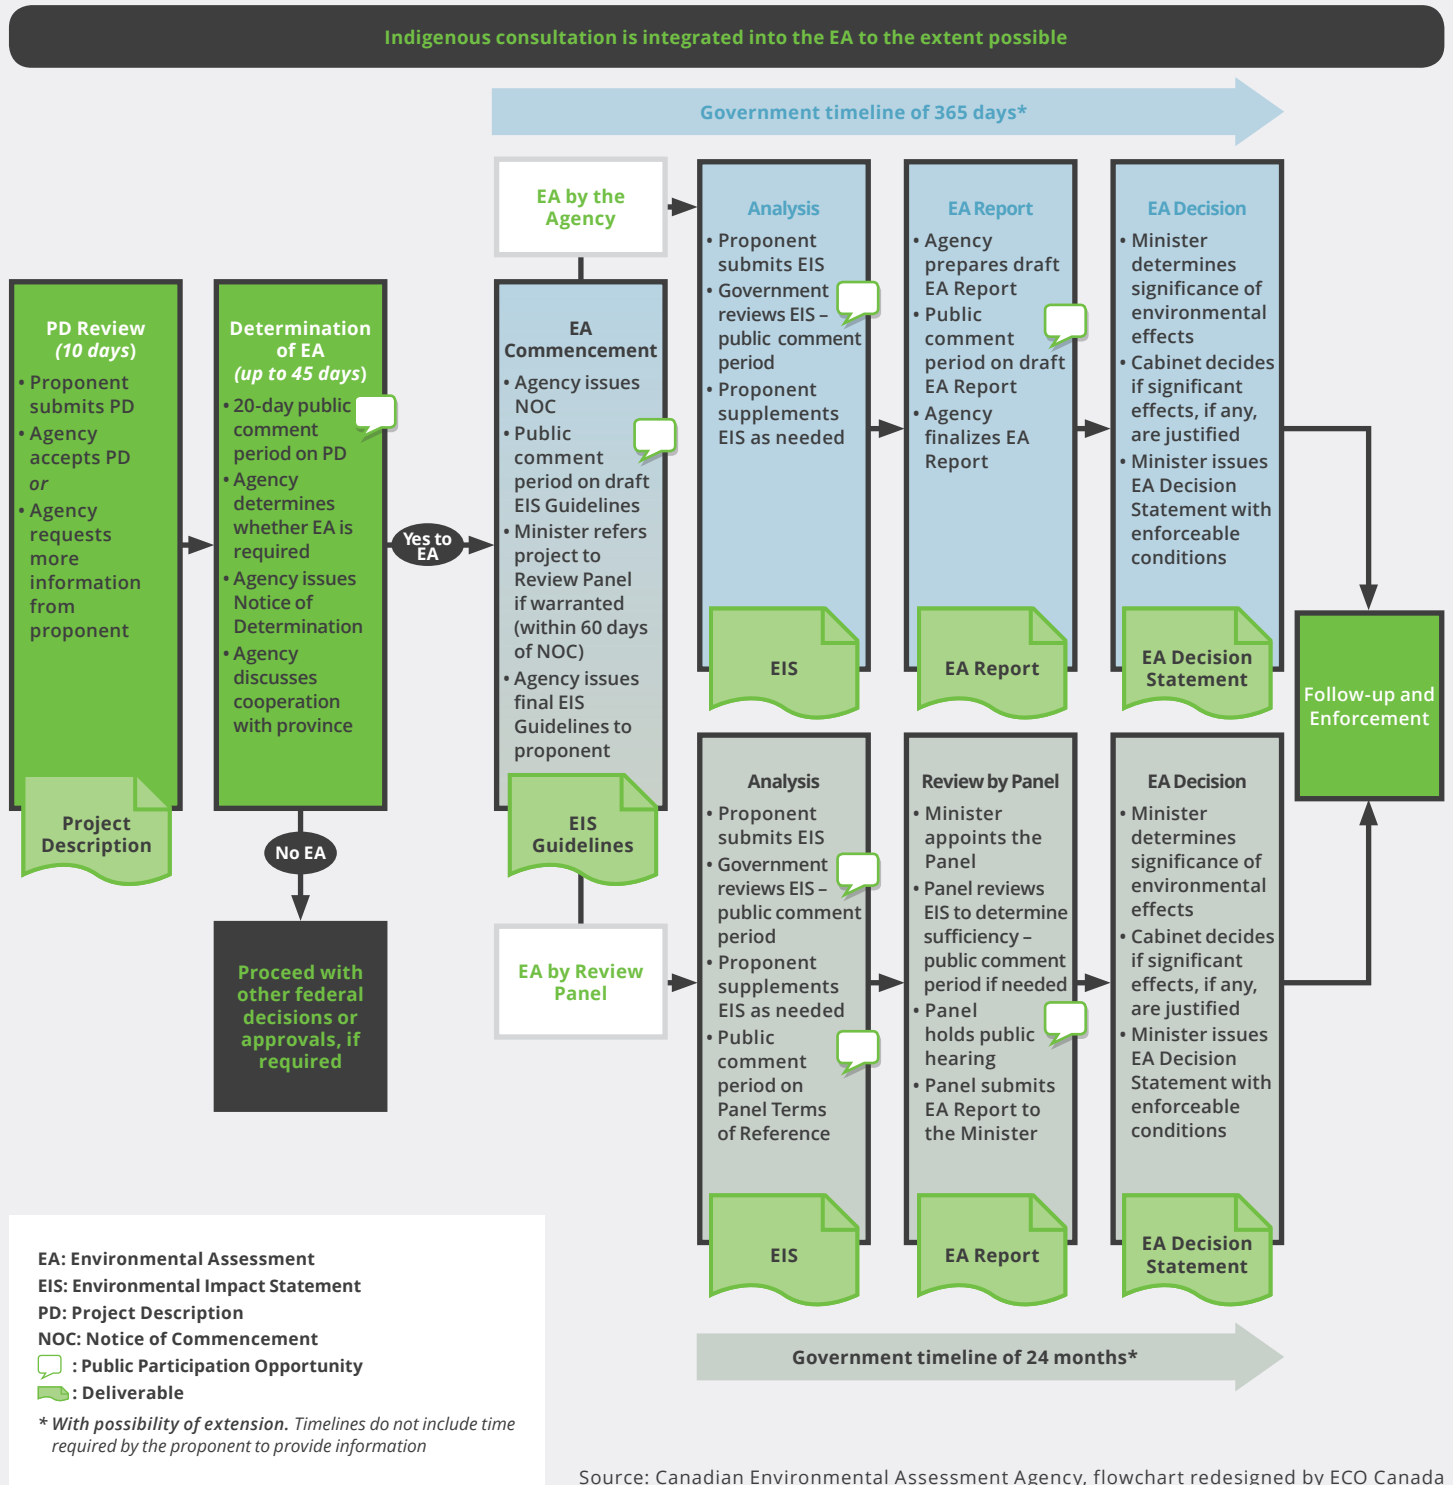 Indigenous consultation is integrated into the EA to the extent possible
Government timeline of 365 days*
PD Review
(10 days)
• Proponent
submits PD
• Agency
accepts PD
or
• Agency
requests
more
information
from
proponent
Project
Description
Determination
of EA
(up to 45 days)
• 20-day public
comment
period on PD
• Agency
determines
whether EA is
required
• Agency issues
Notice of
Determination
• Agency
discusses
cooperation
with province
No EA
Proceed with
other federal
decisions or
approvals, if
required
Yes to
EA
EA by the
Agency
EA
Commencement
• Agency issues
NOC
• Public
comment
period on draft
EIS Guidelines
• Minister refers
project to
Review Panel
if warranted
(within 60 days
of NOC)
• Agency issues
final EIS
Guidelines to
proponent
EIS
Guidelines
EA by Review
Panel
Analysis
• Proponent
submits EIS
• Government
reviews EIS –
public comment
period
• Proponent
supplements
EIS as needed
EIS
EA Report
• Agency
prepares draft
EA Report
• Public
comment
period on draft
EA Report
• Agency
finalizes EA
Report
EA Report
EA Decision
• Minister
determines
significance of
environmental
effects
• Cabinet decides
if significant
effects, if any,
are justified
• Minister issues
EA Decision
Statement with
enforceable
conditions
EA Decision
Statement
Follow-up and
Enforcement
Analysis
• Proponent
submits EIS
• Government
reviews EIS –
public comment
period
• Proponent
supplements
EIS as needed
• Public
comment
period on
Panel Terms
of Reference
EIS
Review by Panel
• Minister
appoints the
Panel
• Panel reviews
EIS to determine
sufficiency –
public comment
period if needed
• Panel
holds public
hearing
• Panel submits
EA Report to
the Minister
EA Report
EA Decision
• Minister
determines
significance of
environmental
effects
• Cabinet decides
if significant
effects, if any,
are justified
• Minister issues
EA Decision
Statement with
enforceable
conditions
EA Decision
Statement
Government timeline of 24 months*
EA: Environmental Assessment
EIS: Environmental Impact Statement
PD: Project Description
NOC: Notice of Commencement
: Public Participation Opportunity
: Deliverable
* With possibility of extension. Timelines do not include time
required by the proponent to provide information
Source: Canadian Environmental Assessment Agency, flowchart redesigned by ECO Canada